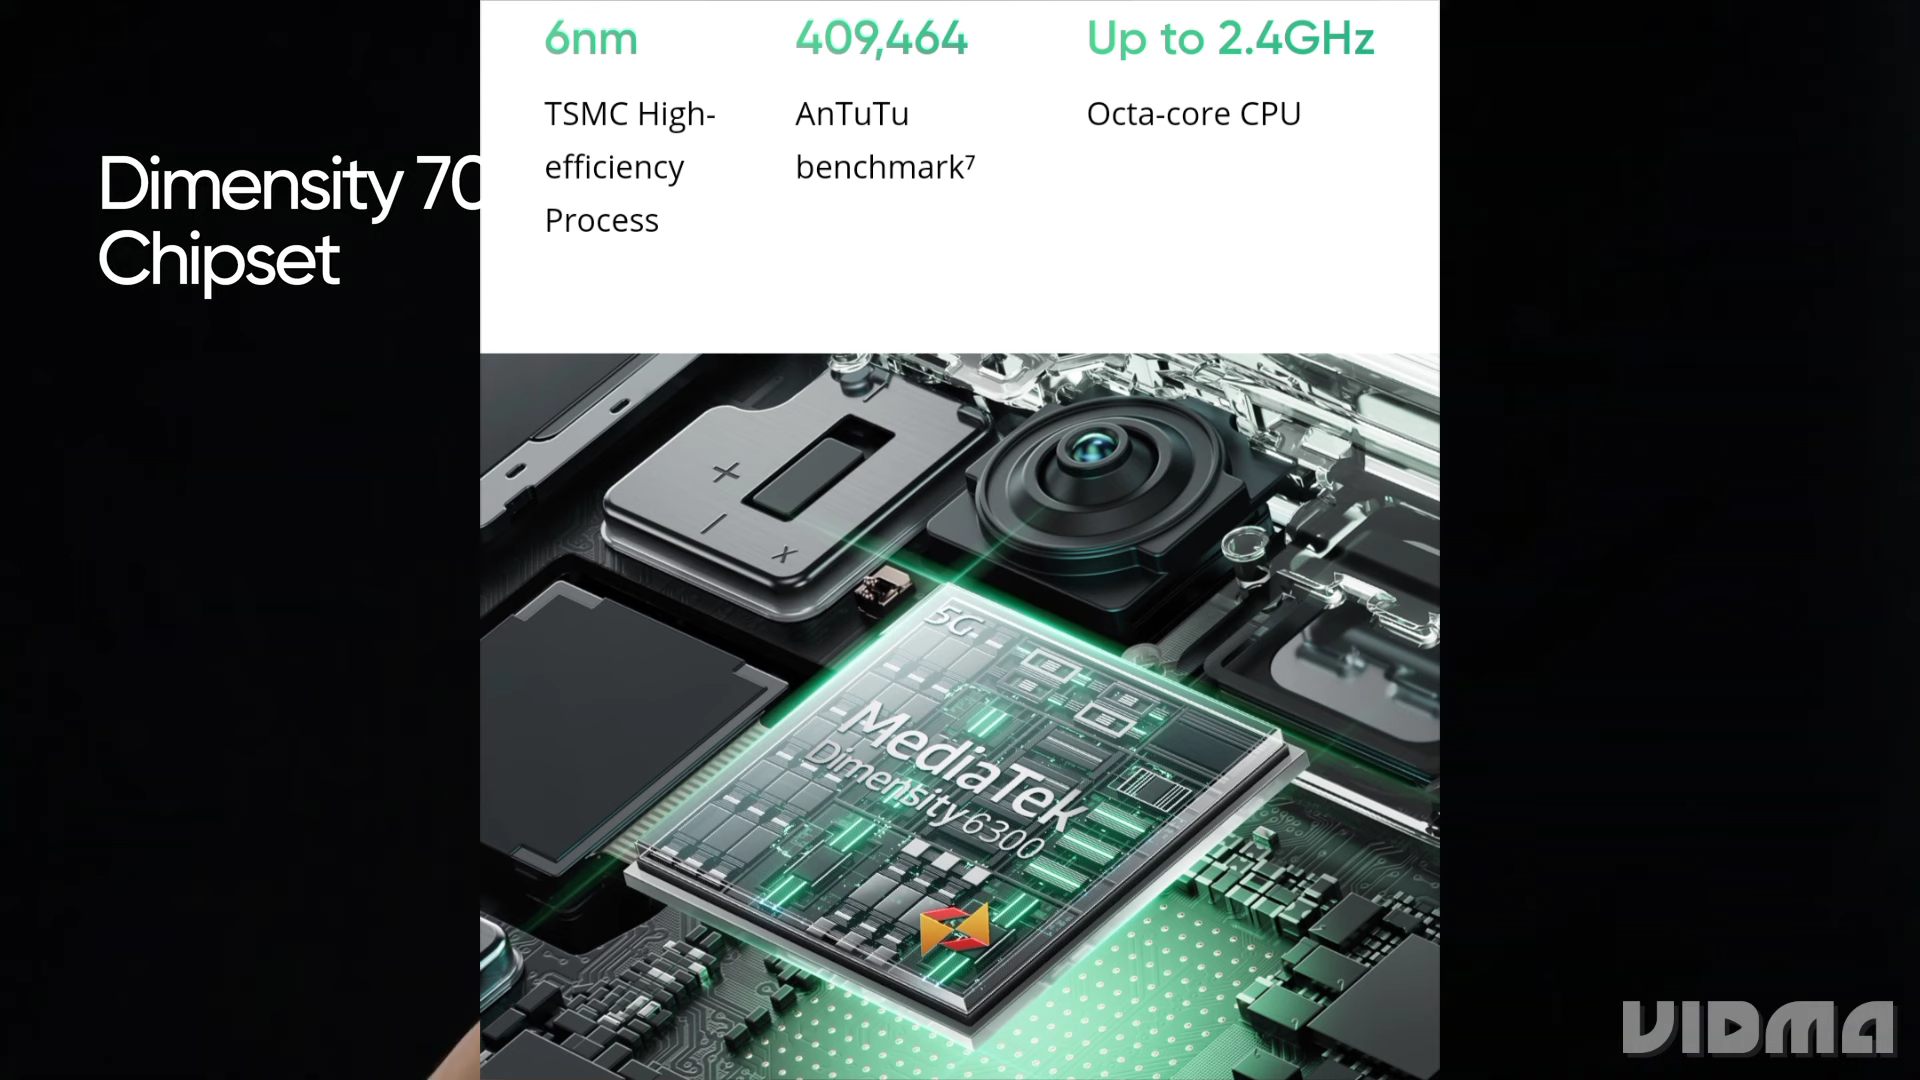 6nm
409,464
Up to 2.4GHz
TSMC High-
efficiency
Process
AnTuTu
benchmark⁷
Octa-core CPU
Dimensity 70
Chipset
5G
MediaTek
Dimensity 6300
VIDMA